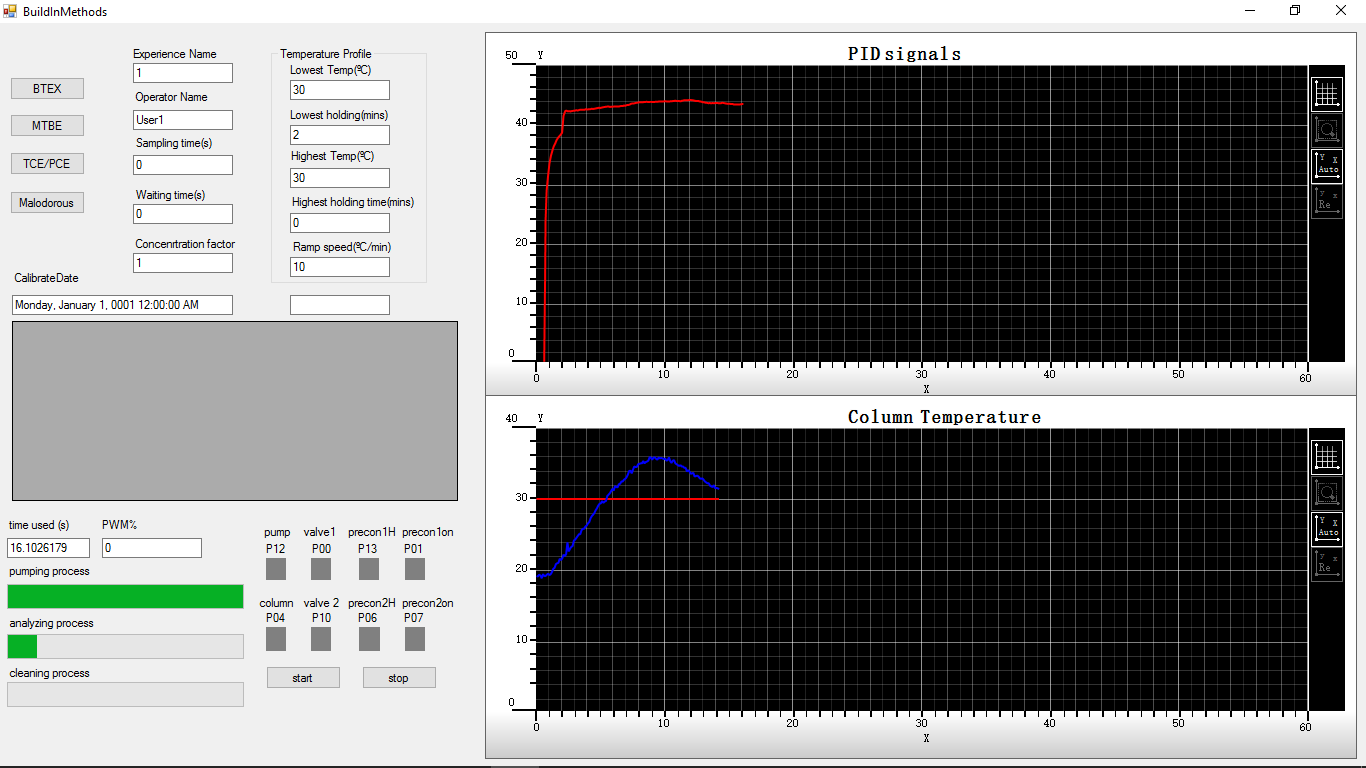 BuildInMethods
BTEX
MTBE
TCE/PCE
Malodorous
Experience Name
1
Operator Name
User1
Sampling time(s)
0
Waiting time(s)
0
Concenrtration factor
1
Temperature Profile
Lowest Temp(ºC)
30
Lowest holding(mins)
2
Highest Temp(ºC)
30
Highest holding time(mins)
0
Ramp speed(ºC/min)
10
CalibrateDate
Monday, January 1, 0001 12:00:00 AM
time used (s)
PWM%
16.1026179
0
pumping process
analyzing process
cleaning process
pump valve1 precon1H precon1on
P12 P00 P13 P01
column valve 2 precon2H precon2on
P04 P10 P06 P07
start
stop
PID signals
50 Y
40
30
20
10
0
0 10 20 30 40 50 60
X
Y X
Auto
Y X
Re
Column Temperature
40 Y
30
20
10
0
0 10 20 30 40 50 60
X
Y X
Auto
Y X
Re